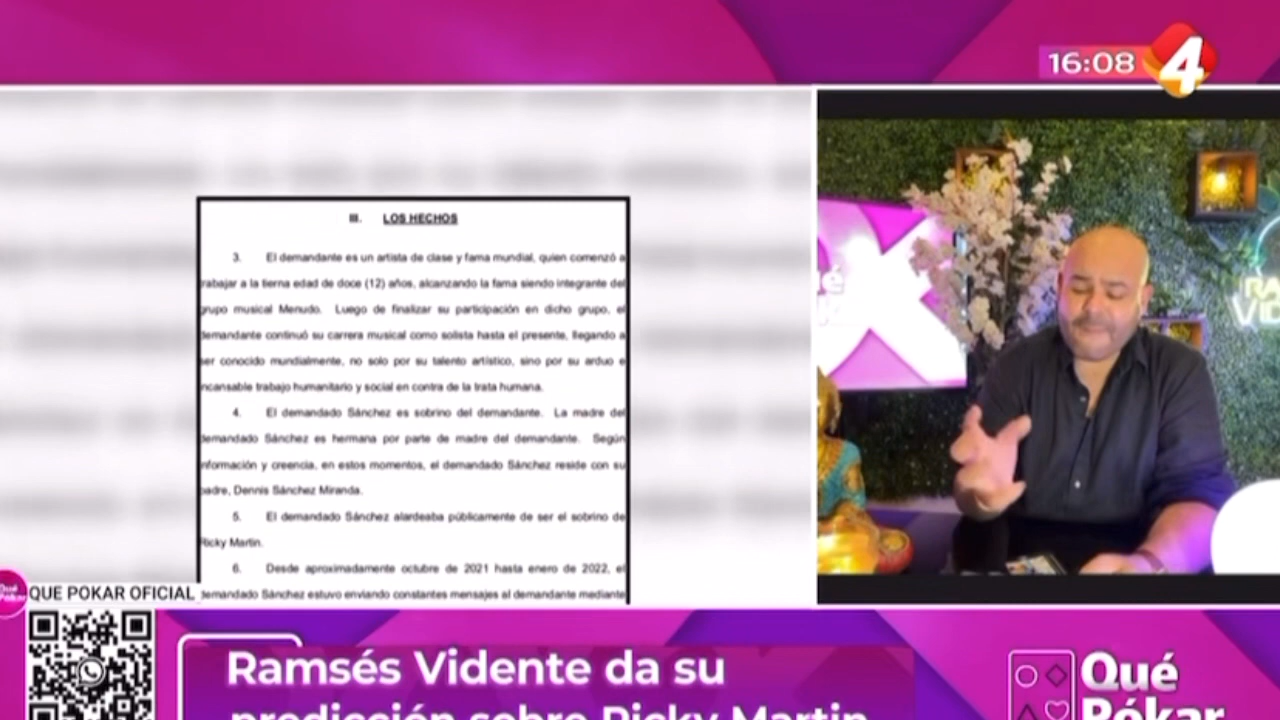 16:08
4
III. LOS HECHOS
3. El demandante es un artista de clase y fama mundial, quien comenzó a
trabajar a la tierna edad de doce (12) años, alcanzando la fama siendo integrante del
grupo musical Menudo. Luego de finalizar su participación en dicho grupo, el
demandante continuó su carrera musical como solista hasta el presente, llegando a
ser conocido mundialmente, no solo por su talento artístico, sino por su arduo e
incansable trabajo humanitario y social en contra de la trata humana.
4. El demandado Sánchez es sobrino del demandante. La madre del
demandado Sánchez es hermana por parte de madre del demandante. Según
información y creencia, en estos momentos, el demandado Sánchez reside con su
padre, Dennis Sánchez Miranda.
5. El demandado Sánchez alardeaba públicamente de ser el sobrino de
Ricky Martin.
6. Desde aproximadamente octubre de 2021 hasta enero de 2022, el
demandado Sánchez estuvo enviando constantes mensajes al demandante mediante
QUE POKAR OFICIAL
Ramsés Vidente da su
predicción sobre Ricky Martin
Qué
Pókar